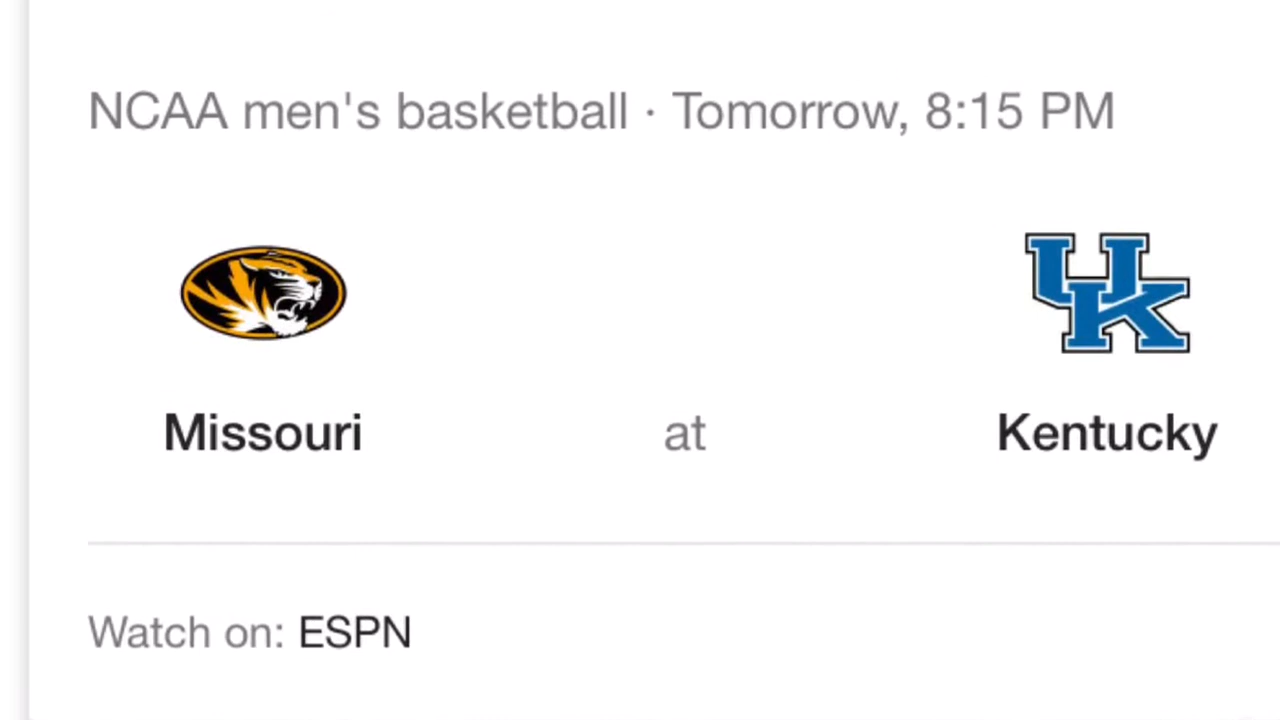 NCAA men's basketball · Tomorrow, 8:15 PM
UK
Missouri at Kentucky
Watch on: ESPN